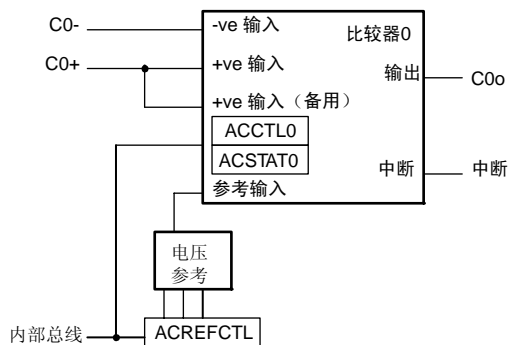 C0-
-ve 输入
比较器0
C0+
+ve 输入
输出
C0o
+ve 输入（备用）
ACCTL0
ACSTAT0
中断
中断
参考输入
电压
参考
内部总线
ACREFCTL